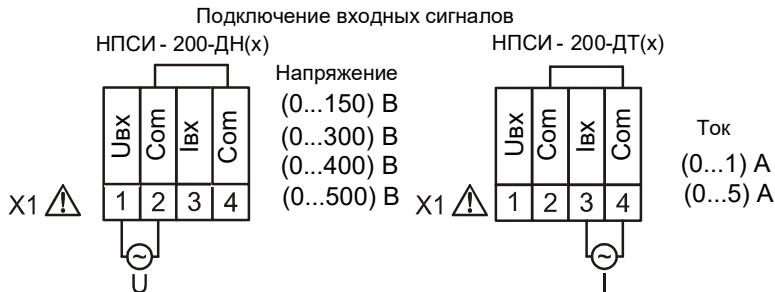 Подключение входных сигналов
НПСИ - 200-ДН(х)
Uвх Com Iвх Com
X1 1 2 3 4
U
Напряжение
(0...150) В
(0...300) В
(0...400) В
(0...500) В
НПСИ - 200-ДТ(х)
Uвх Com Iвх Com
X1 1 2 3 4
I
Ток
(0...1) А
(0...5) А